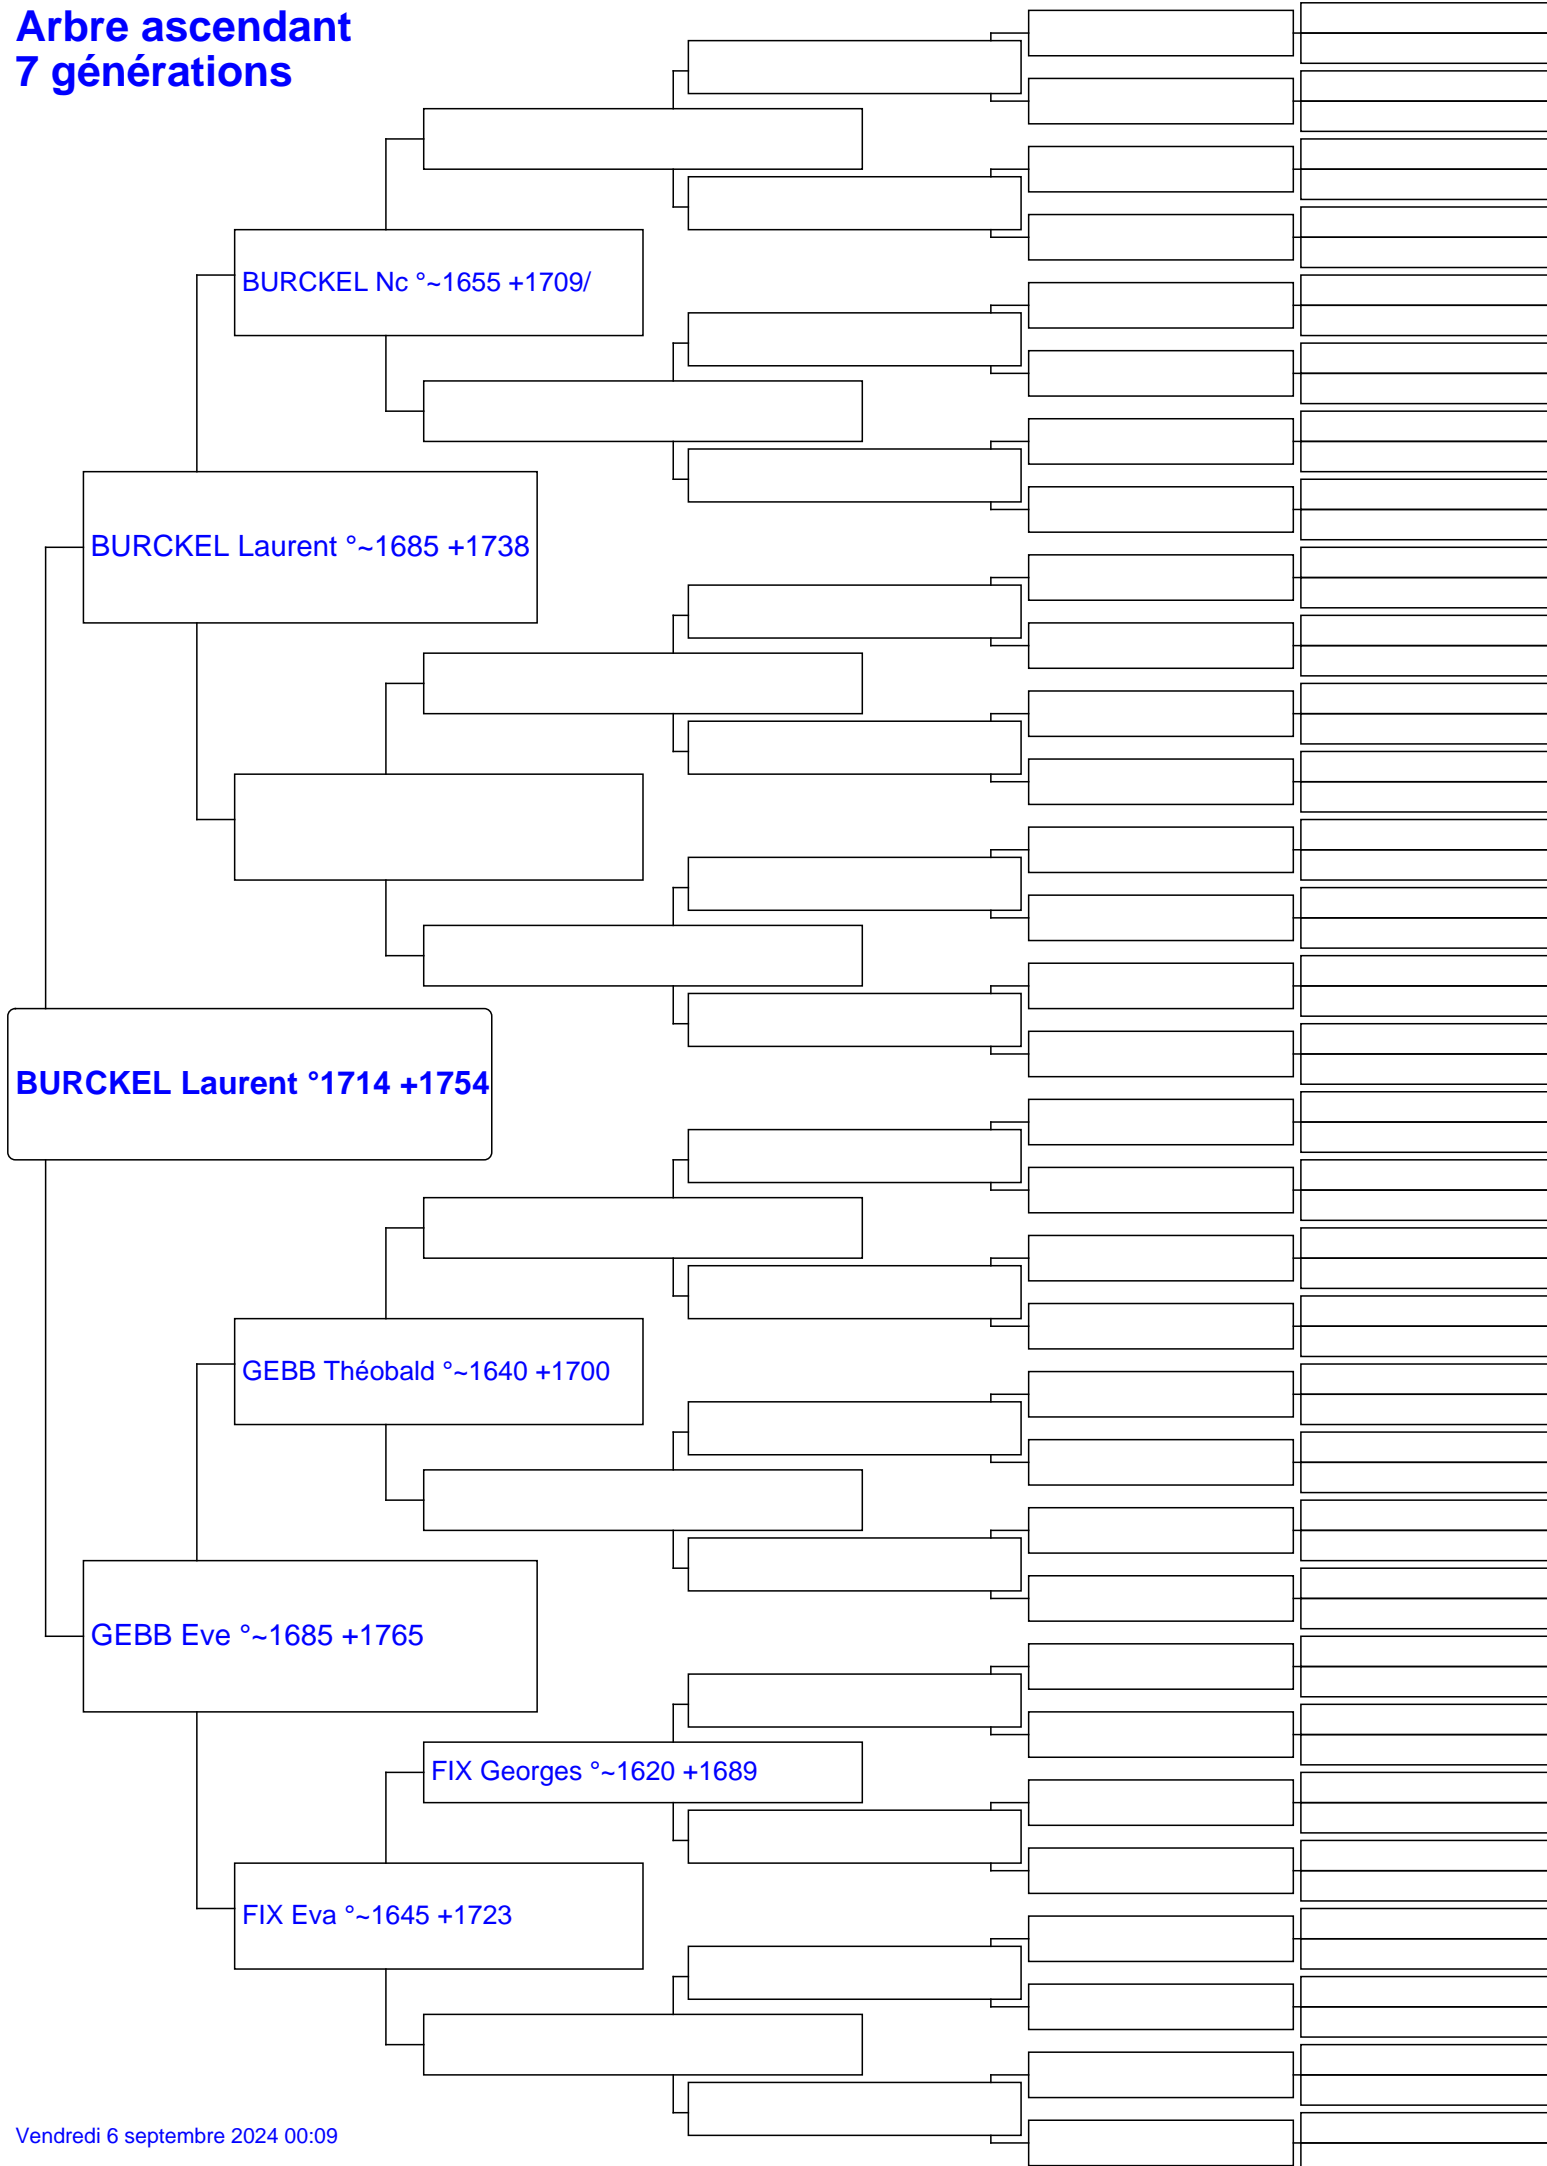 Arbre ascendant
7 générations
BURCKEL Nc °~1655 +1709/
BURCKEL Laurent °~1685 +1738
BURCKEL Laurent °1714 +1754
GEBB Théobald °~1640 +1700
GEBB Eve °~1685 +1765
FIX Georges °~1620 +1689
FIX Eva °~1645 +1723
Vendredi 6 septembre 2024 00:09